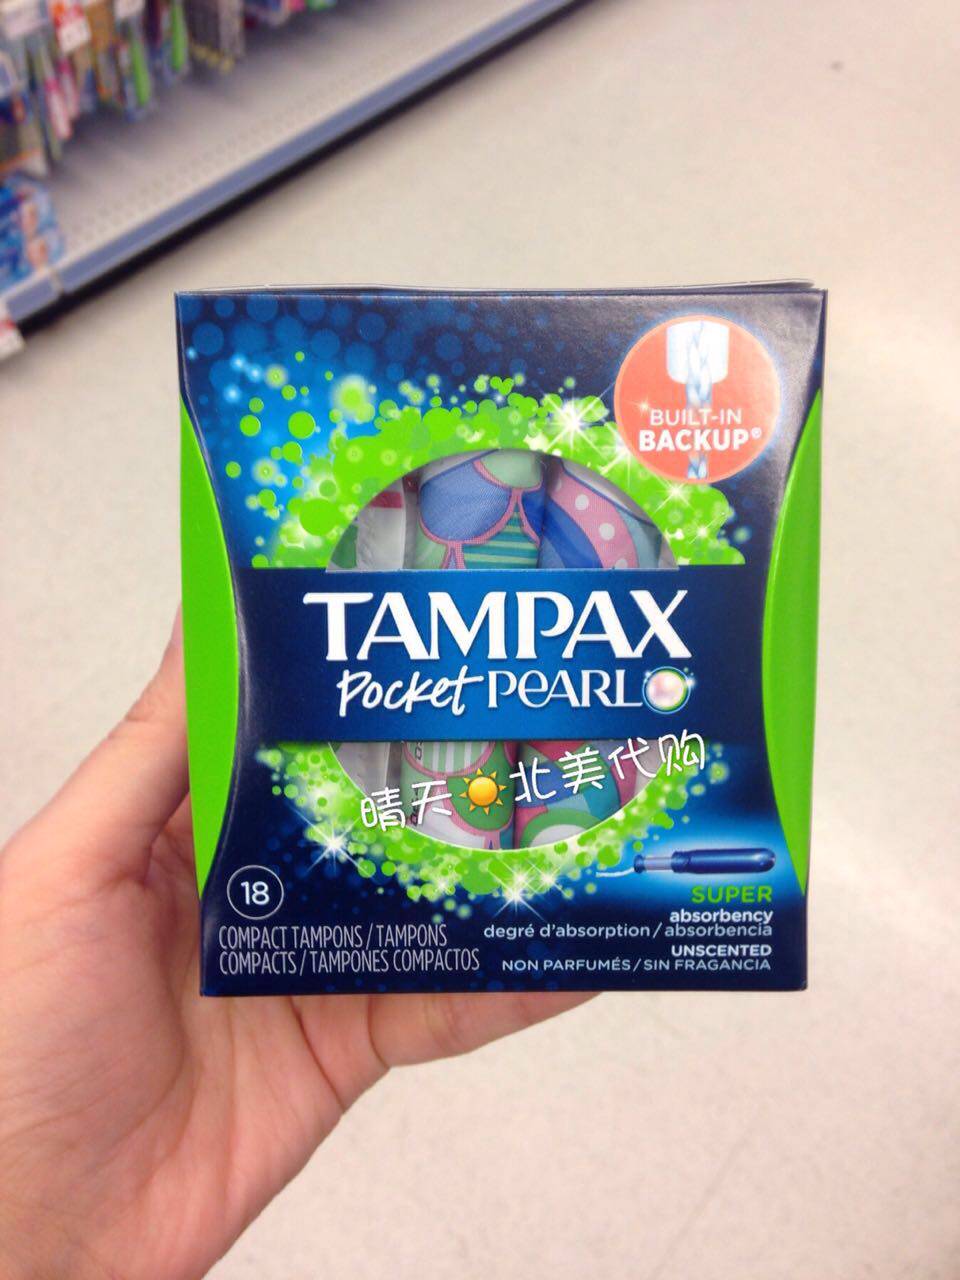 BUILT-IN
BACKUP®
TAMPAX
Pocket PEARL
晴天☀️北美代购
18
COMPACT TAMPONS / TAMPONS
COMPACTS / TAMPONES COMPACTOS
SUPER
absorbency
degré d'absorption / absorbencia
UNSCENTED
NON PARFUMÉS / SIN FRAGANCIA